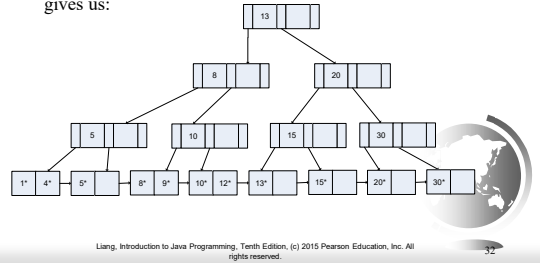 gives us:
13
8 20
5 10 15 30
1* 4* 5* 8* 9* 10* 12* 13* 15* 20* 30*
Liang, Introduction to Java Programming, Tenth Edition, (c) 2015 Pearson Education, Inc. All
rights reserved.
32